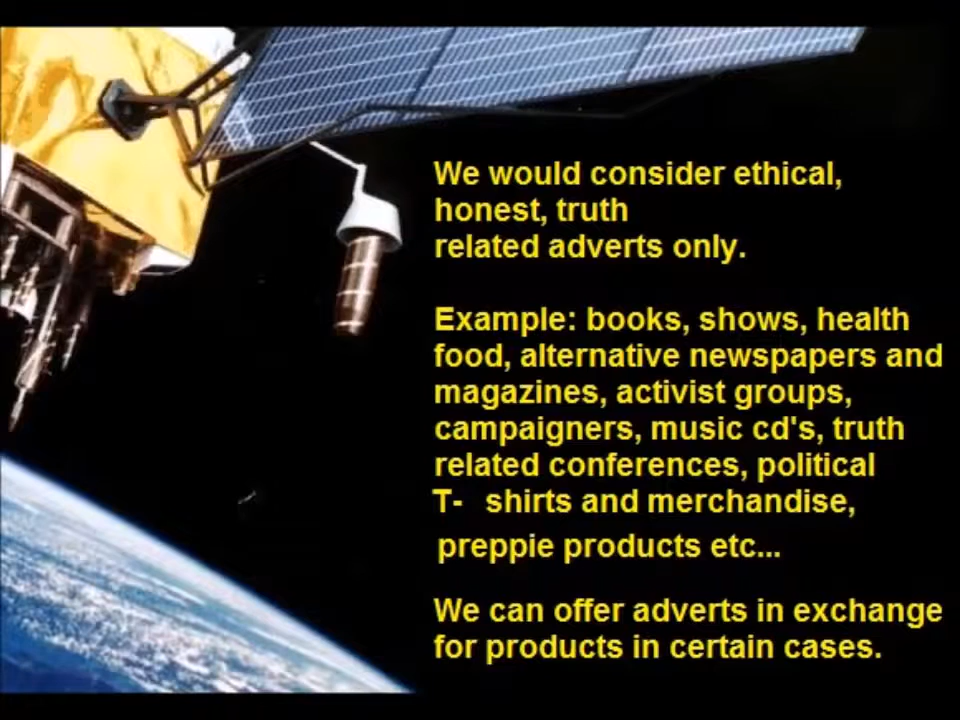 We would consider ethical,
honest, truth
related adverts only.
Example: books, shows, health
food, alternative newspapers and
magazines, activist groups,
campaigners, music cd's, truth
related conferences, political
T- shirts and merchandise,
preppie products etc...
We can offer adverts in exchange
for products in certain cases.